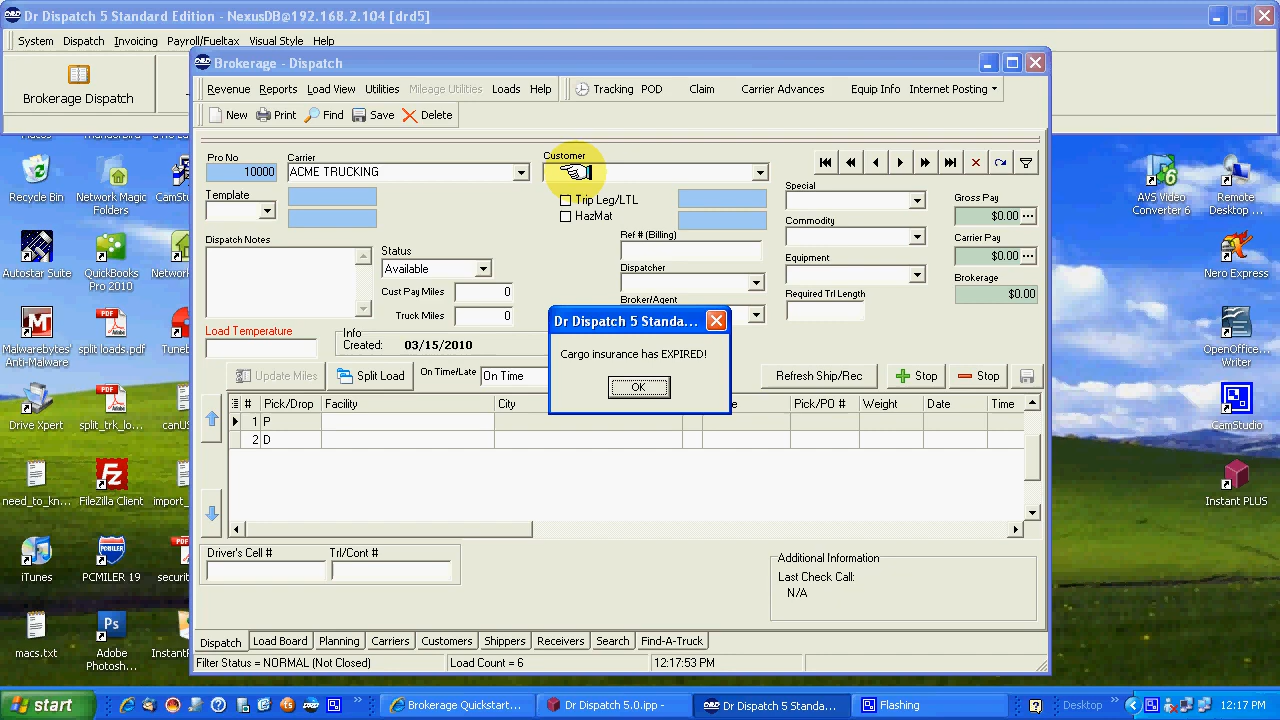 Dr Dispatch 5 Standard Edition - NexusDB@192.168.2.104 [drd5]
System Dispatch Invoicing Payroll/Fueltax Visual Style Help
Brokerage Dispatch
Brokerage - Dispatch
Revenue Reports Load View Utilities Mileage Utilities Loads Help Tracking POD Claim Carrier Advances Equip Info Internet Posting
New Print Find Save Delete
Pro No Carrier Customer
10000 ACME TRUCKING
Template Trip Leg/LTL Special Gross Pay
HazMat $0.00
Commodity
Ref # (Billing) Carrier Pay
Dispatch Notes Status $0.00
Available Dispatcher Equipment Brokerage
Cust Pay Miles 0 $0.00
Broker/Agent Required Trl Length
Truck Miles 0
Load Temperature Info
Created: 03/15/2010
Dr Dispatch 5 Standa...
Cargo insurance has EXPIRED!
OK
Update Miles Split Load On Time/Late On Time Refresh Ship/Rec Stop Stop
# Pick/Drop Facility City Pick/PO # Weight Date Time
1 P
2 D
Driver's Cell # Trl/Cont #
Additional Information
Last Check Call:
N/A
Dispatch Load Board Planning Carriers Customers Shippers Receivers Search Find-A-Truck
Filter Status = NORMAL (Not Closed) Load Count = 6 12:17:53 PM
Recycle Bin
Network Magic Folders
CamStu
Autostar Suite
QuickBooks Pro 2010
Network
Malwarebytes' Anti-Malware
split loads.pdf
Tuneb
Drive Xpert
split_trk_lo...
canUS
need_to_kn...
FileZilla Client
import_
iTunes
PCMILER 19
securit
macs.txt
Adobe Photosh...
InstantF
AVS Video Converter 6
Remote Desktop ...
Nero Express
OpenOffice... Writer
CamStudio
Instant PLUS
start Brokerage Quickstart... Dr Dispatch 5.0.ipp - Dr Dispatch 5 Standa... Flashing Desktop 12:17 PM